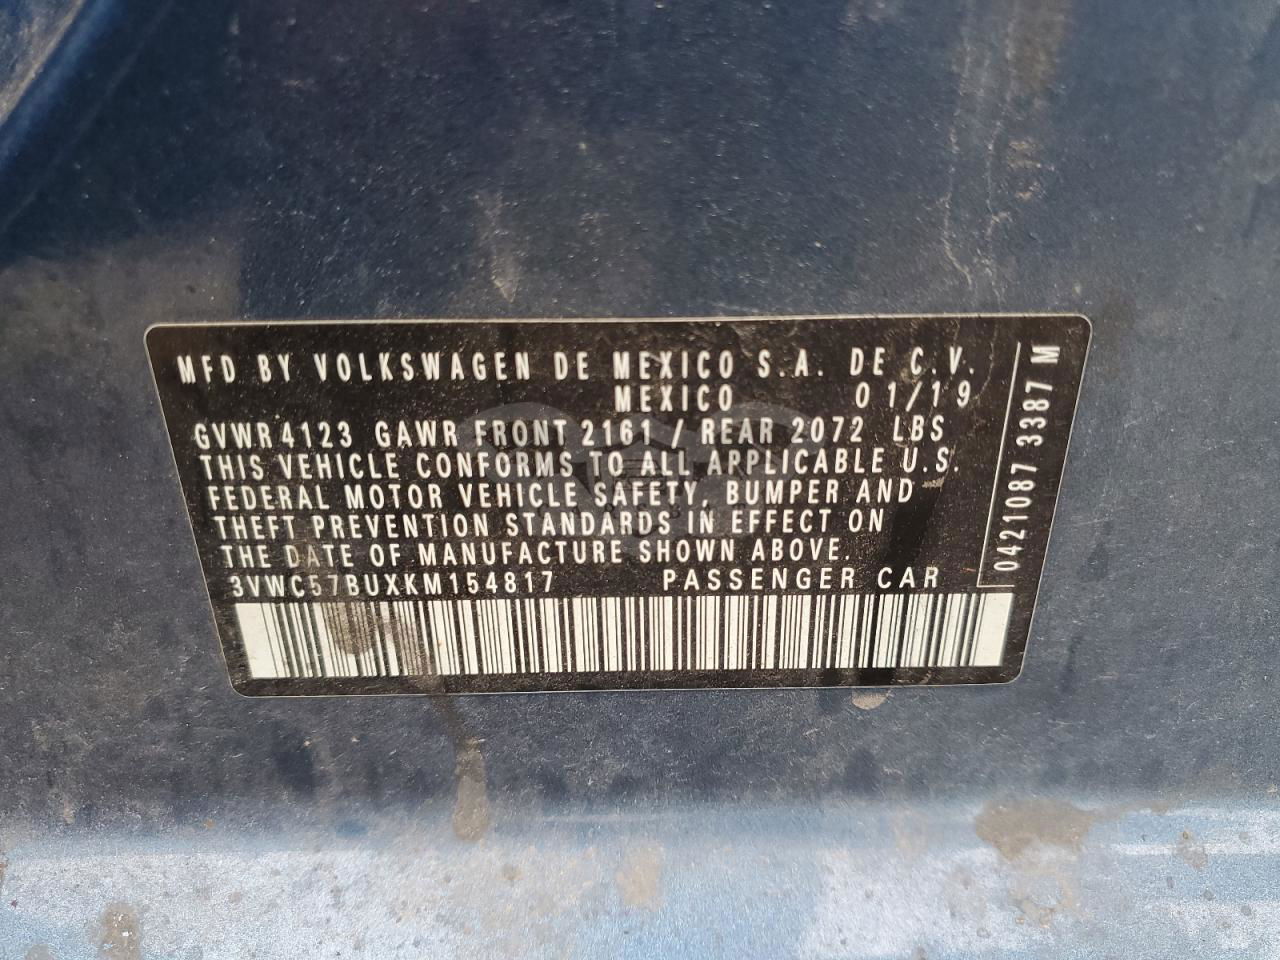 MFD BY VOLKSWAGEN DE MEXICO S.A. DE C.V.
MEXICO 01/19
GVWR 4123 GAWR FRONT 2161 / REAR 2072 LBS
THIS VEHICLE CONFORMS TO ALL APPLICABLE U.S.
FEDERAL MOTOR VEHICLE SAFETY, BUMPER AND
THEFT PREVENTION STANDARDS IN EFFECT ON
THE DATE OF MANUFACTURE SHOWN ABOVE.
3VWC57BUXKM154817 PASSENGER CAR
0421087 3387 M